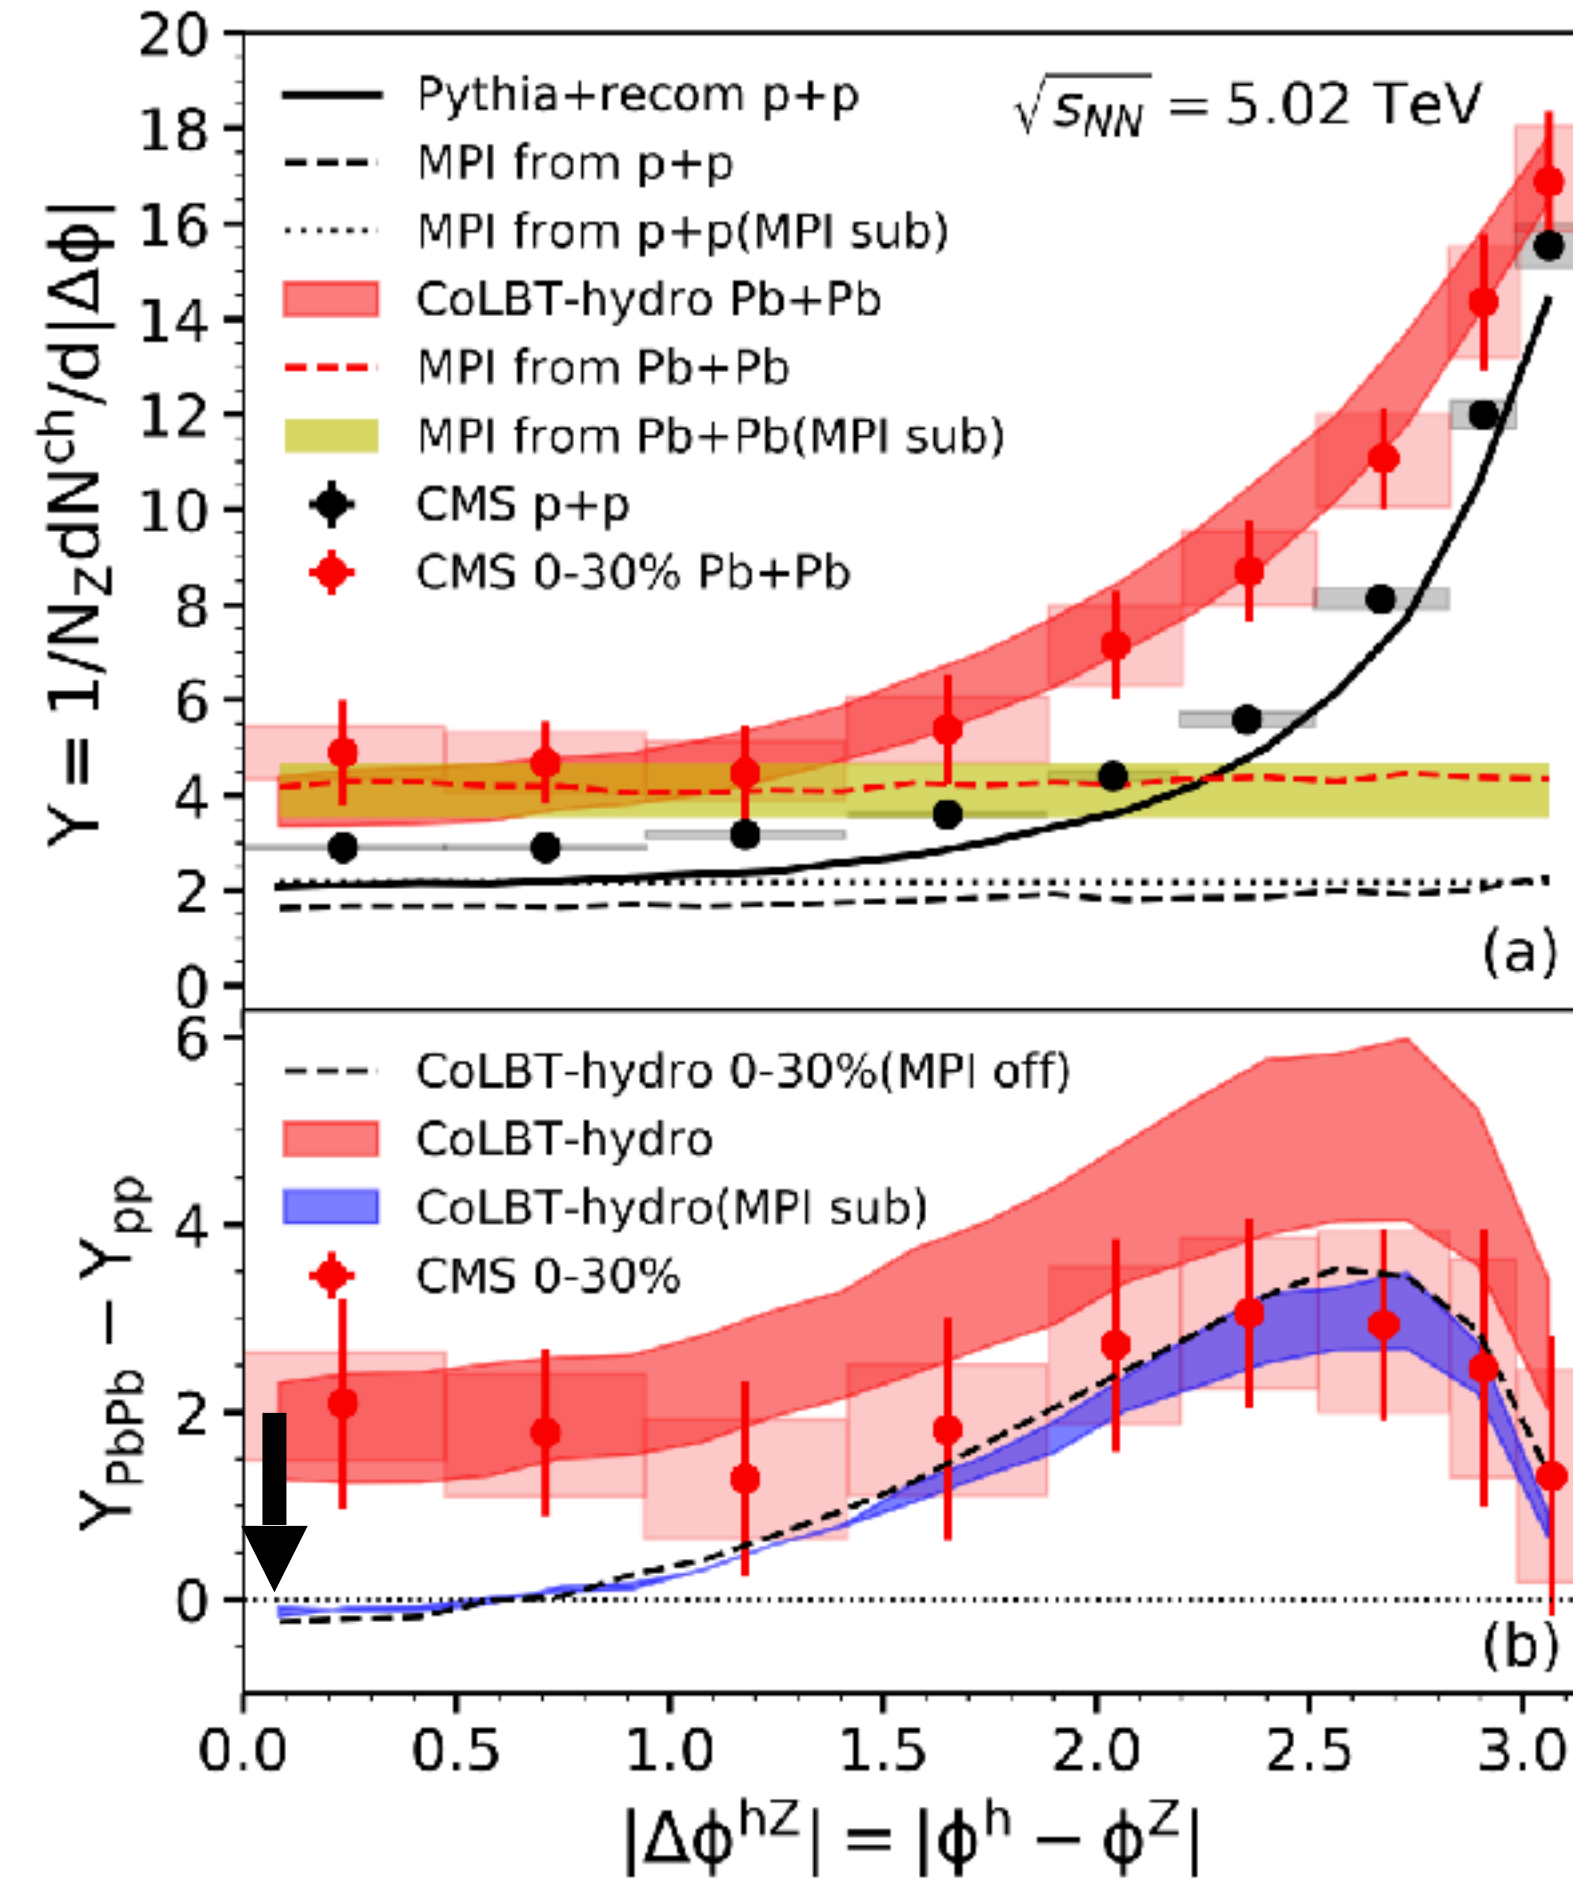 20
18
16
14
12
10
8
6
4
2
0
Y = 1/N_Z dN^ch/d|Δϕ|
Pythia+recom p+p
MPI from p+p
MPI from p+p(MPI sub)
CoLBT-hydro Pb+Pb
MPI from Pb+Pb
MPI from Pb+Pb(MPI sub)
CMS p+p
CMS 0-30% Pb+Pb
√s_NN = 5.02 TeV
(a)
6
4
2
0
Y_PbPb − Y_pp
CoLBT-hydro 0-30%(MPI off)
CoLBT-hydro
CoLBT-hydro(MPI sub)
CMS 0-30%
(b)
0.0 0.5 1.0 1.5 2.0 2.5 3.0
|Δϕ^hZ| = |ϕ^h − ϕ^Z|